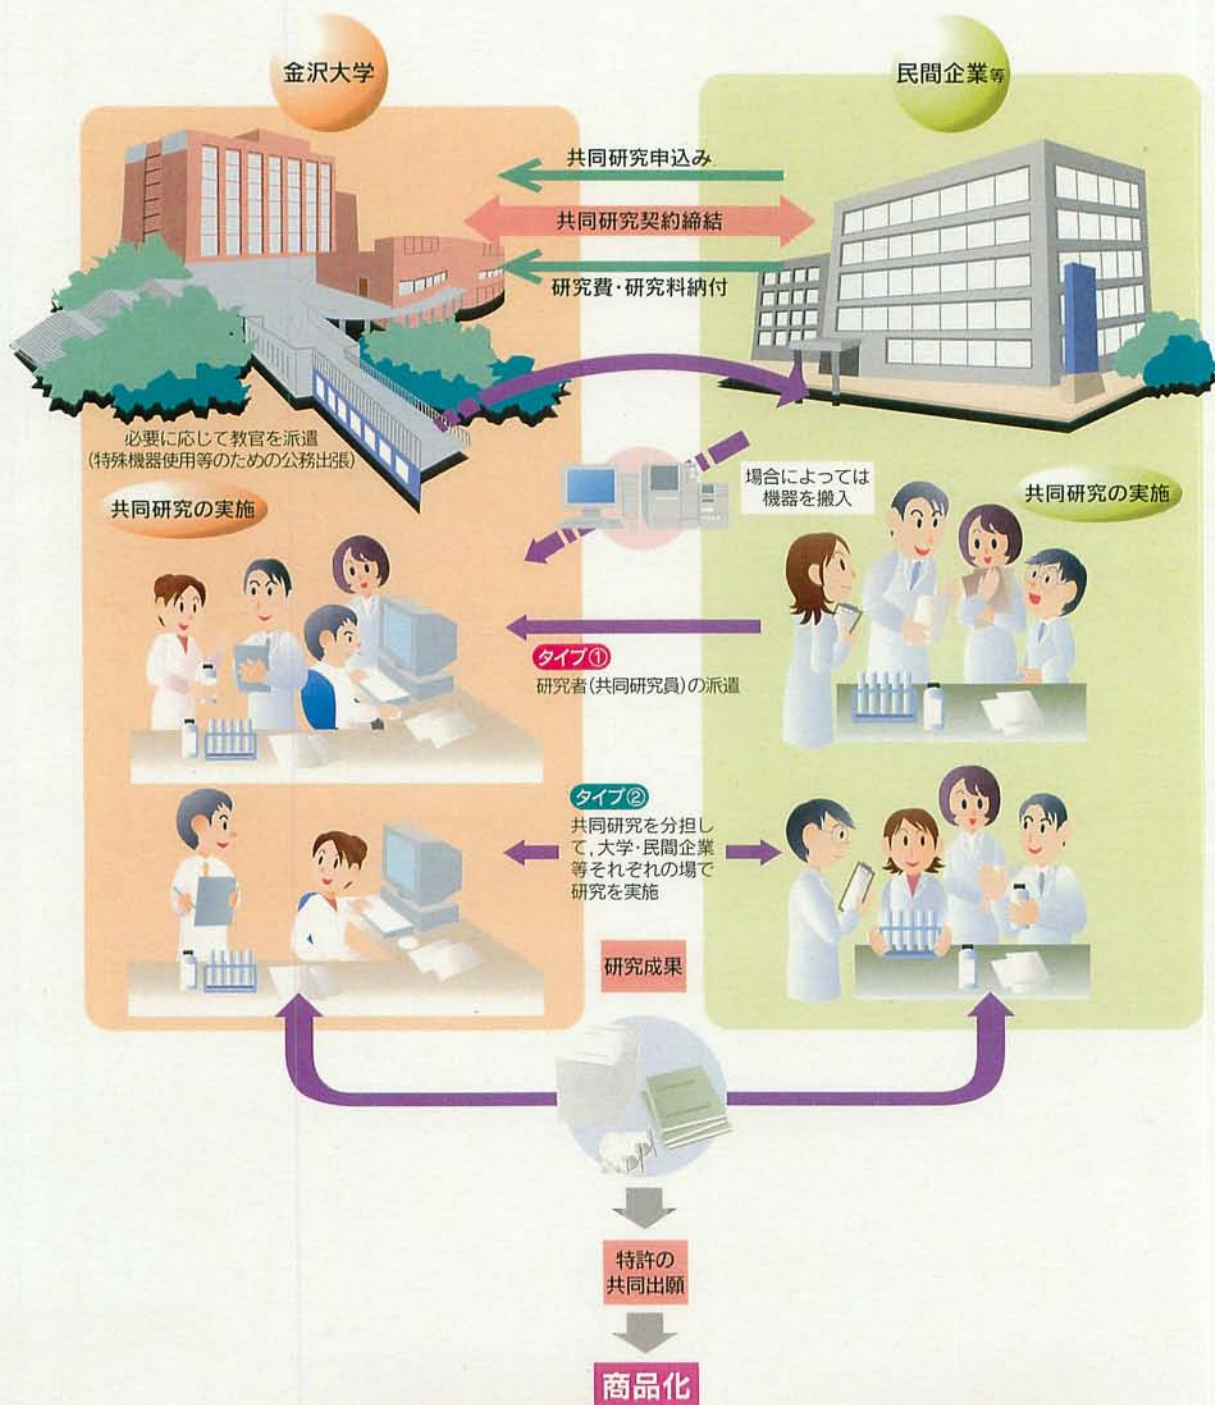 金沢大学
民間企業等
共同研究申込み
共同研究契約締結
研究費・研究料納付
必要に応じて教官を派遣
(特殊機器使用等のための公務出張)
場合によっては
機器を搬入
共同研究の実施
共同研究の実施
タイプ①
研究者(共同研究員)の派遣
タイプ②
共同研究を分担し
て,大学・民間企業
等それぞれの場で
研究を実施
研究成果
特許の
共同出願
商品化